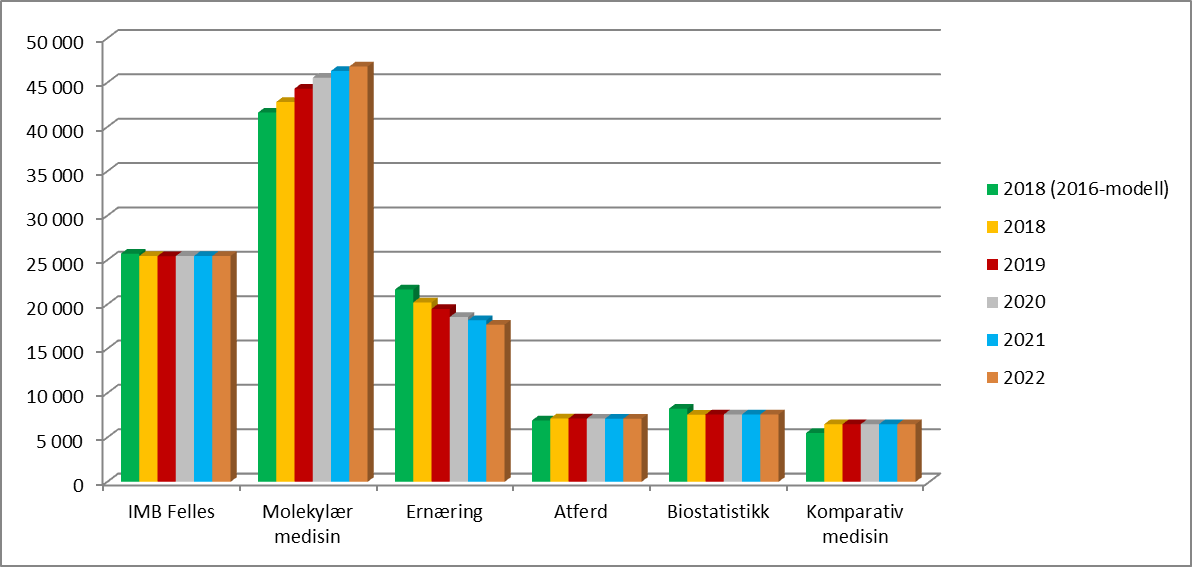 50 000
45 000
40 000
35 000
30 000
25 000
20 000
15 000
10 000
5 000
0
IMB Felles
Molekylær
medisin
Ernæring
Atferd
Biostatistikk
Komparativ
medisin
2018 (2016-modell)
2018
2019
2020
2021
2022